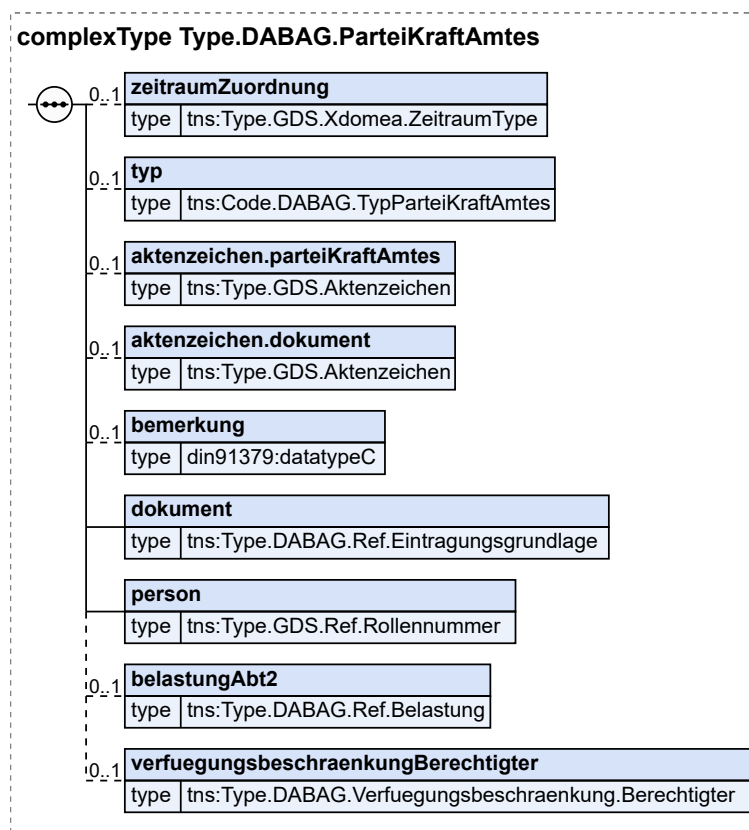 complexType Type.DABAG.ParteiKraftAmtes
0..1 zeitraumZuordnung
type tns:Type.GDS.Xdomea.ZeitraumType
0..1 typ
type tns:Code.DABAG.TypParteiKraftAmtes
0..1 aktenzeichen.parteiKraftAmtes
type tns:Type.GDS.Aktenzeichen
0..1 aktenzeichen.dokument
type tns:Type.GDS.Aktenzeichen
0..1 bemerkung
type din91379:datatypeC
dokument
type tns:Type.DABAG.Ref.Eintragungsgrundlage
person
type tns:Type.GDS.Ref.Rollennummer
0..1 belastungAbt2
type tns:Type.DABAG.Ref.Belastung
0..1 verfuegungsbeschraenkungBerechtigter
type tns:Type.DABAG.Verfuegungsbeschraenkung.Berechtigter